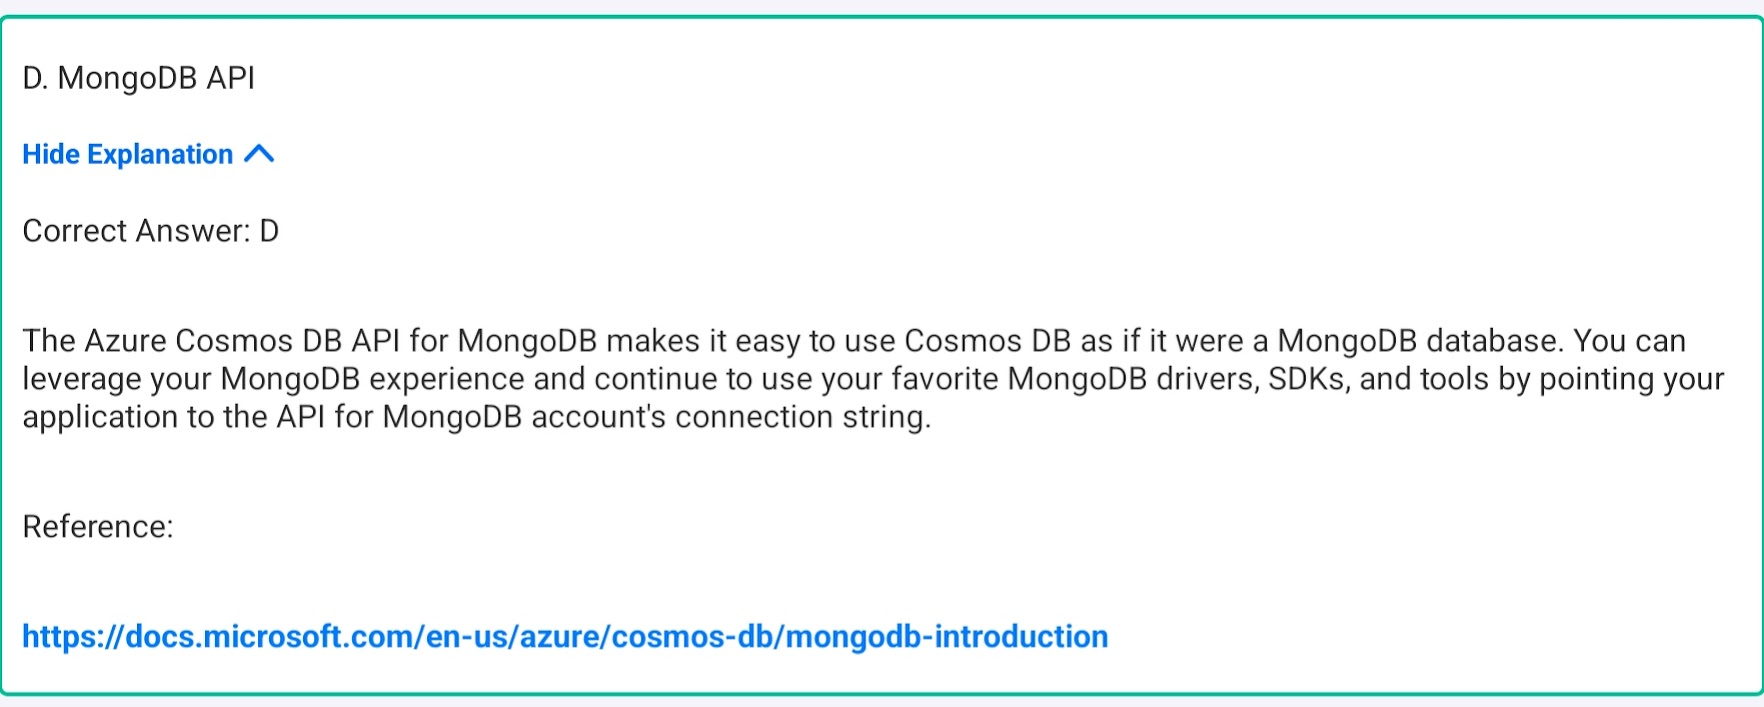 D. MongoDB API
Hide Explanation
Correct Answer: D
The Azure Cosmos DB API for MongoDB makes it easy to use Cosmos DB as if it were a MongoDB database. You can
leverage your MongoDB experience and continue to use your favorite MongoDB drivers, SDKs, and tools by pointing your
application to the API for MongoDB account's connection string.
Reference:
https://docs.microsoft.com/en-us/azure/cosmos-db/mongodb-introduction